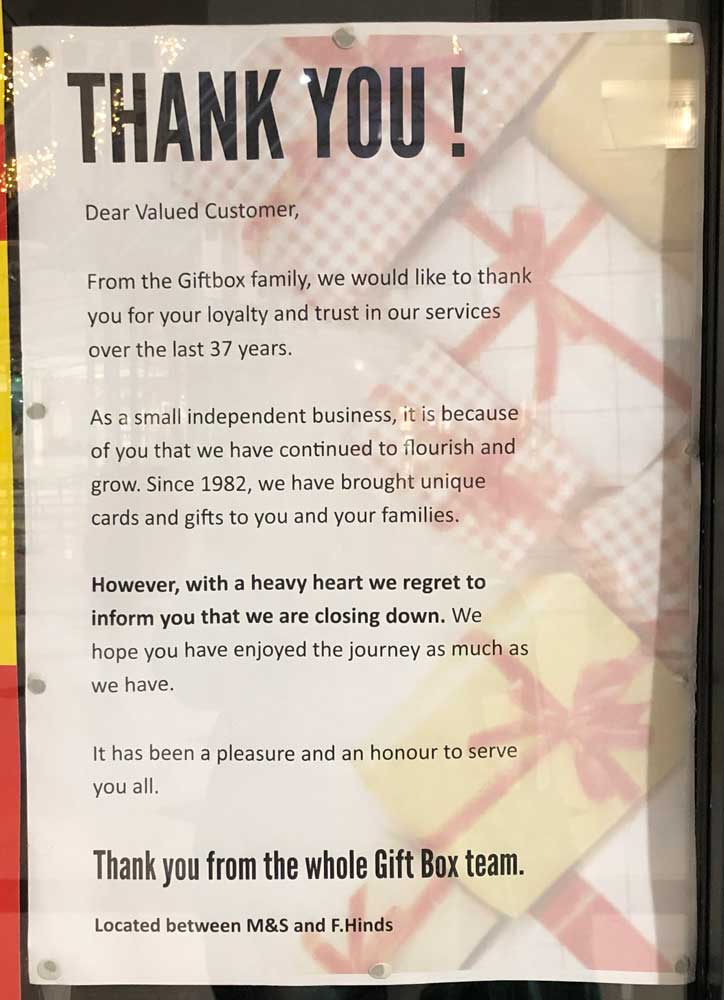 THANK YOU !
Dear Valued Customer,
From the Giftbox family, we would like to thank
you for your loyalty and trust in our services
over the last 37 years.
As a small independent business, it is because
of you that we have continued to flourish and
grow. Since 1982, we have brought unique
cards and gifts to you and your families.
However, with a heavy heart we regret to
inform you that we are closing down. We
hope you have enjoyed the journey as much as
we have.
It has been a pleasure and an honour to serve
you all.
Thank you from the whole Gift Box team.
Located between M&S and F.Hinds